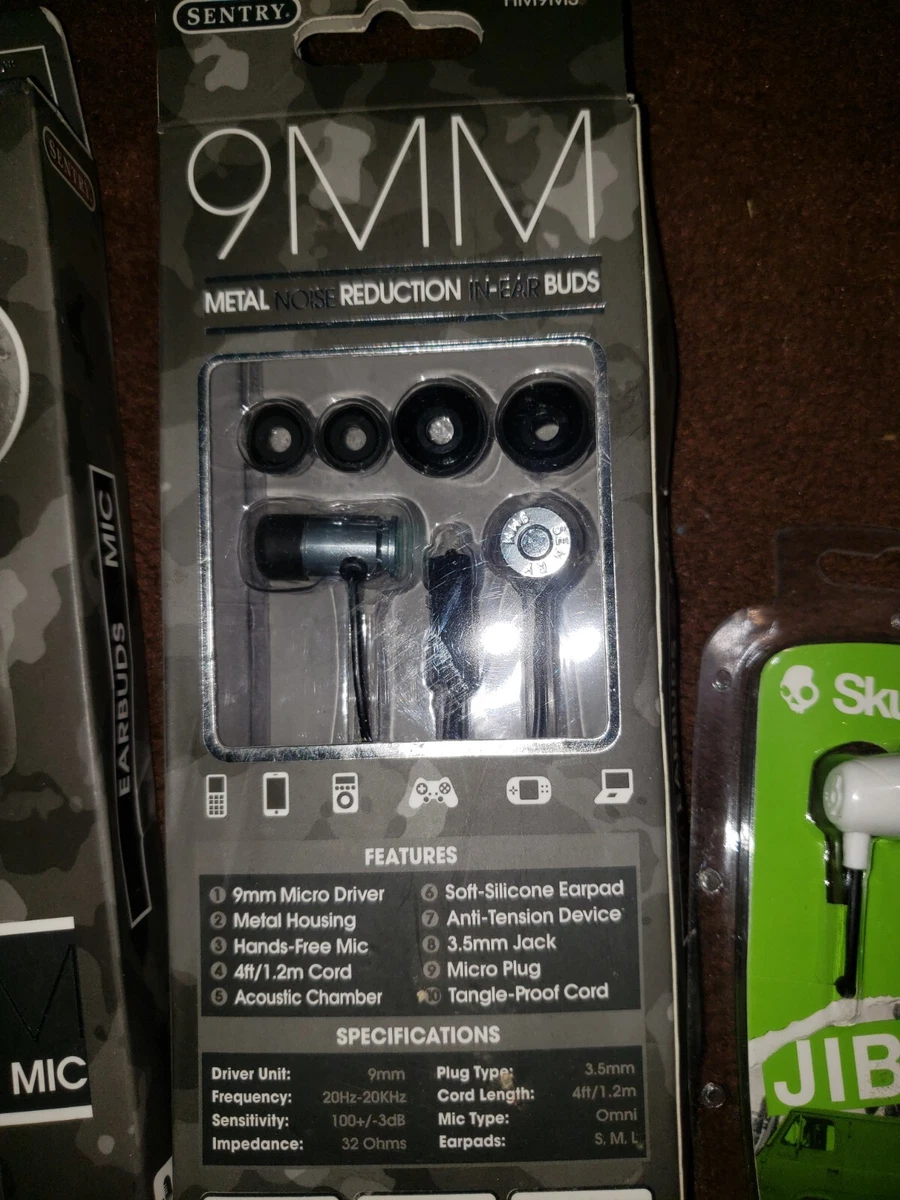 SENTRY
9MM
METAL NOISE REDUCTION IN-EAR BUDS
9MM
SENTRY
FEATURES
1 9mm Micro Driver
2 Metal Housing
3 Hands-Free Mic
4 4ft/1.2m Cord
5 Acoustic Chamber
6 Soft-Silicone Earpad
7 Anti-Tension Device
8 3.5mm Jack
9 Micro Plug
10 Tangle-Proof Cord
SPECIFICATIONS
Driver Unit: 9mm
Frequency: 20Hz-20KHz
Sensitivity: 100+/-3dB
Impedance: 32 Ohms
Plug Type: 3.5mm
Cord Length: 4ft/1.2m
Mic Type: Omni
Earpads: S, M, L
SENTRY
EARBUDS MIC
M
MIC
Sku
JIB